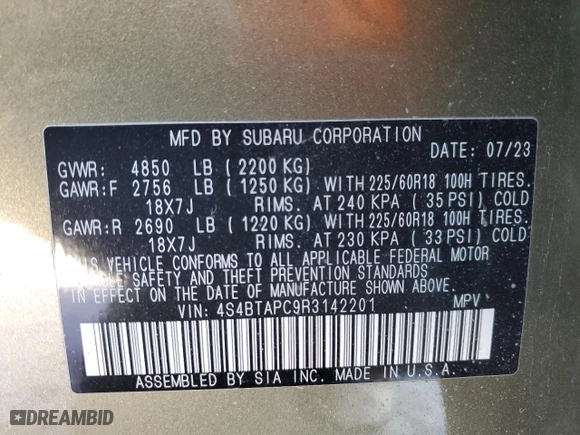 MFD BY SUBARU CORPORATION
GVWR: 4850 LB ( 2200 KG) DATE: 07/23
GAWR:F 2756 LB ( 1250 KG) WITH 225/60R18 100H TIRES.
18X7J RIMS. AT 240 KPA ( 35 PSI) COLD
GAWR:R 2690 LB ( 1220 KG) WITH 225/60R18 100H TIRES.
18X7J RIMS. AT 230 KPA ( 33 PSI) COLD
THIS VEHICLE CONFORMS TO ALL APPLICABLE FEDERAL MOTOR
VEHICLE SAFETY AND THEFT PREVENTION STANDARDS
IN EFFECT ON THE DATE OF MANUFACTURE SHOWN ABOVE.
VIN: 4S4BTAPC9R3142201 MPV
ASSEMBLED BY SIA INC. MADE IN U.S.A.
DREAMBID